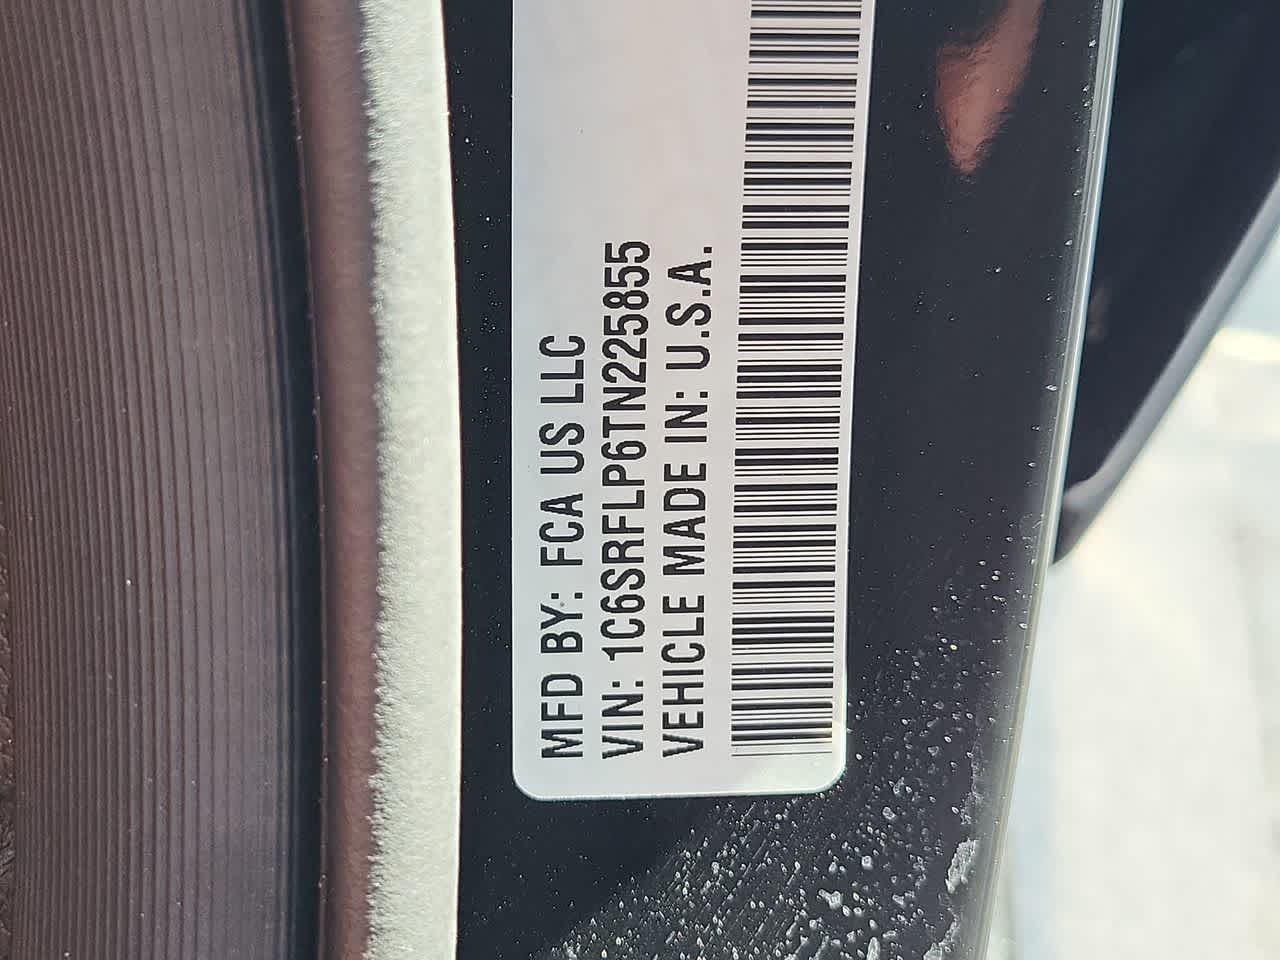 MFD BY: FCA US LLC
VIN: 1C6SRFLP6TN225855
VEHICLE MADE IN: U.S.A.